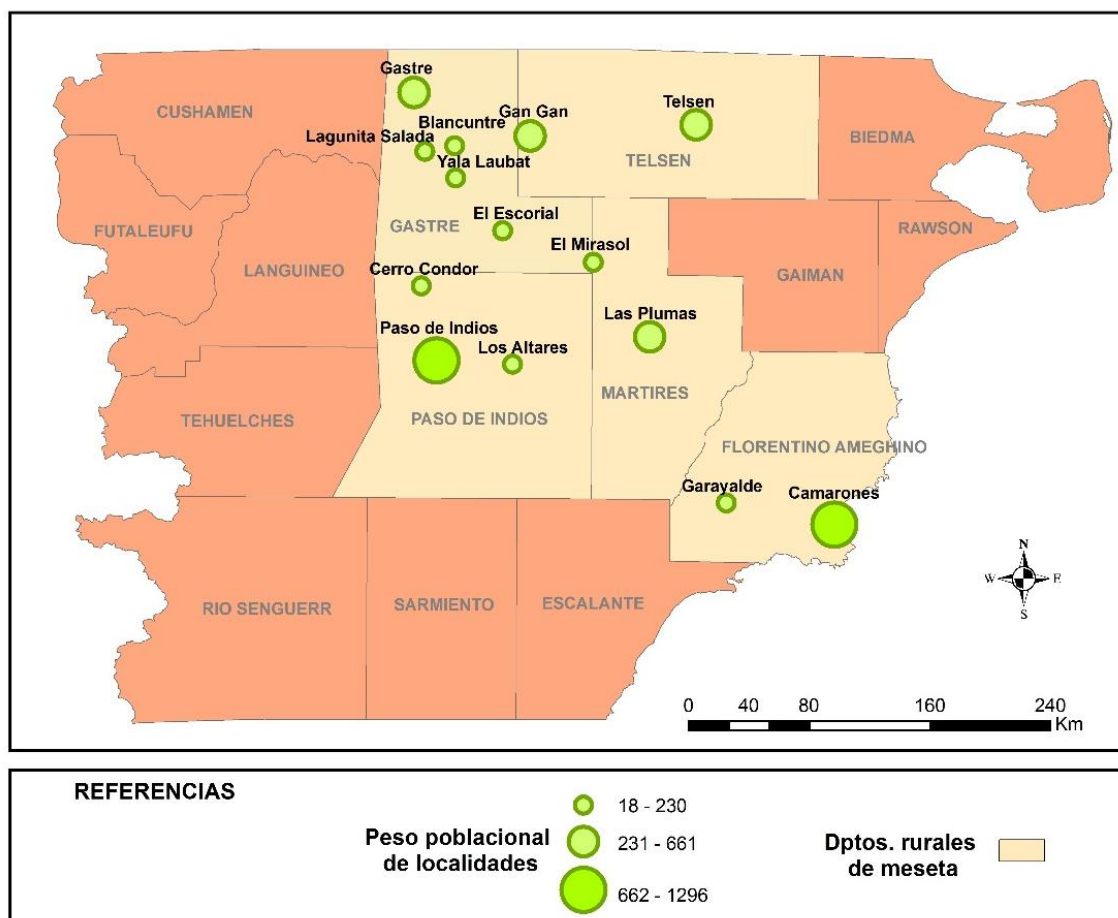 Gastre
CUSHAMEN
Gan Gan
Telsen
Blancuntre
Lagunita Salada
BIEDMA
Yala Laubat
TELSEN
El Escorial
GASTRE
FUTALEUFU
RAWSON
El Mirasol
LANGUINEO
Cerro Condor
GAIMAN
Las Plumas
Paso de Indios
Los Altares
MARTIRES
TEHUELCHES
PASO DE INDIOS
FLORENTINO AMEGHINO
Garayalde
Camarones
N
W
E
S
RIO SENGUERR
SARMIENTO
ESCALANTE
0 40 80 160 240
Km
REFERENCIAS
Peso poblacional
de localidades
18 - 230
231 - 661
662 - 1296
Dptos. rurales
de meseta